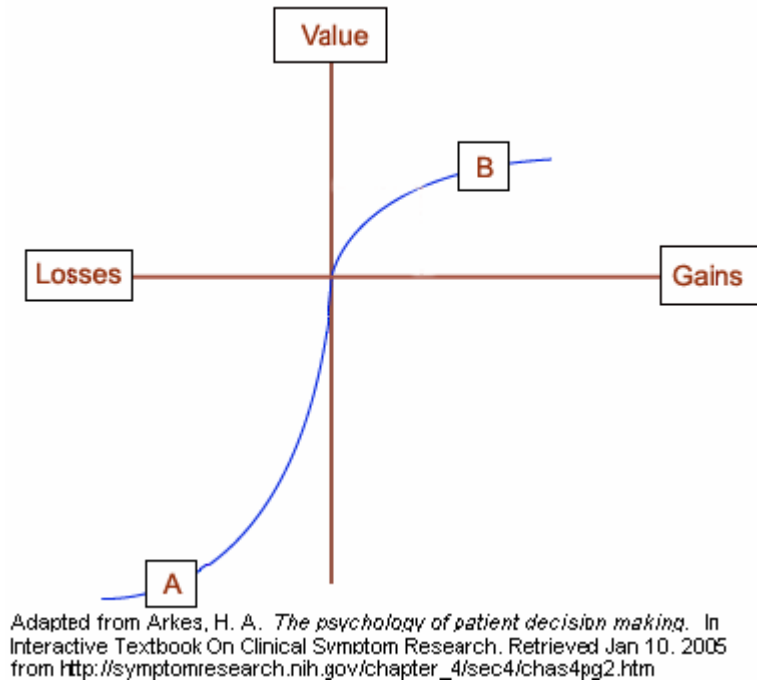 Value
B
Losses
Gains
A
Adapted from Arkes, H. A. The psychology of patient decision making. In
Interactive Textbook On Clinical Symptom Research. Retrieved Jan 10. 2005
from http://symptomresearch.nih.gov/chapter_4/sec4/chas4pg2.htm